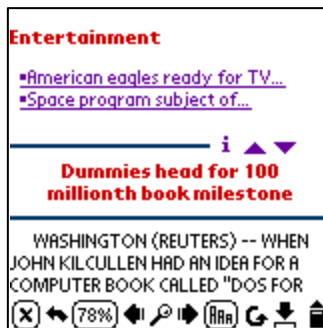 Entertainment
▪American eagles ready for TV...
▪Space program subject of...
i
Dummies head for 100
millionth book milestone
WASHINGTON (REUTERS) -- WHEN
JOHN KILCULLEN HAD AN IDEA FOR A
COMPUTER BOOK CALLED "DOS FOR
X 78% AAA